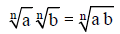 ⁿ√a ⁿ√b = ⁿ√(a b)